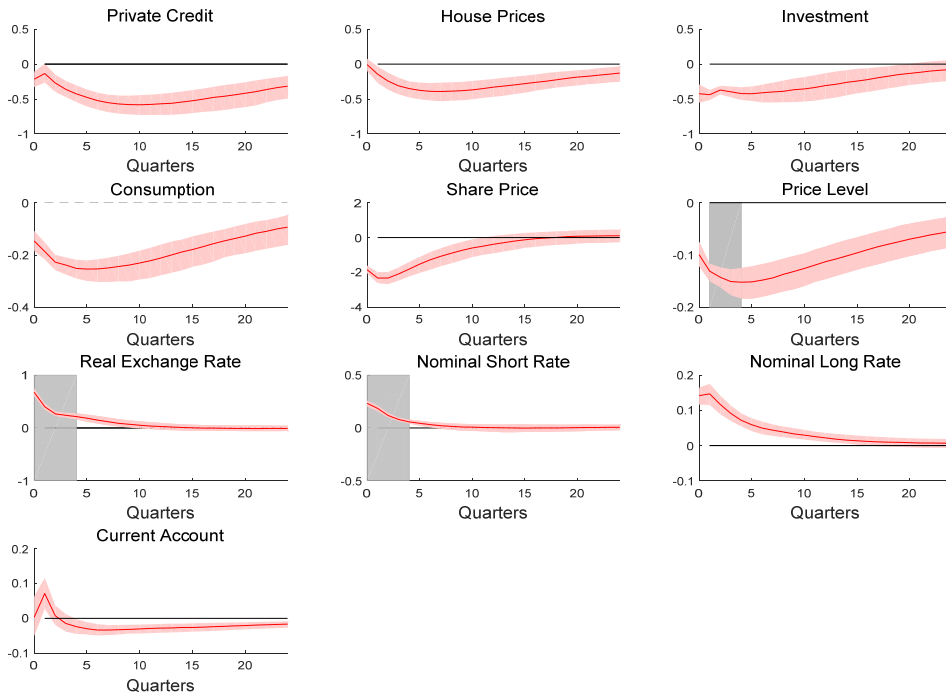 Private Credit
0.5
0
-0.5
-1
0 5 10 15 20
Quarters
House Prices
0.5
0
-0.5
-1
0 5 10 15 20
Quarters
Investment
0.5
0
-0.5
-1
0 5 10 15 20
Quarters
Consumption
0
-0.2
-0.4
0 5 10 15 20
Quarters
Share Price
2
0
-2
-4
0 5 10 15 20
Quarters
Price Level
0
-0.1
-0.2
0 5 10 15 20
Quarters
Real Exchange Rate
1
0
-1
0 5 10 15 20
Quarters
Nominal Short Rate
0.5
0
-0.5
0 5 10 15 20
Quarters
Nominal Long Rate
0.2
0.1
0
-0.1
0 5 10 15 20
Quarters
Current Account
0.2
0.1
0
-0.1
0 5 10 15 20
Quarters